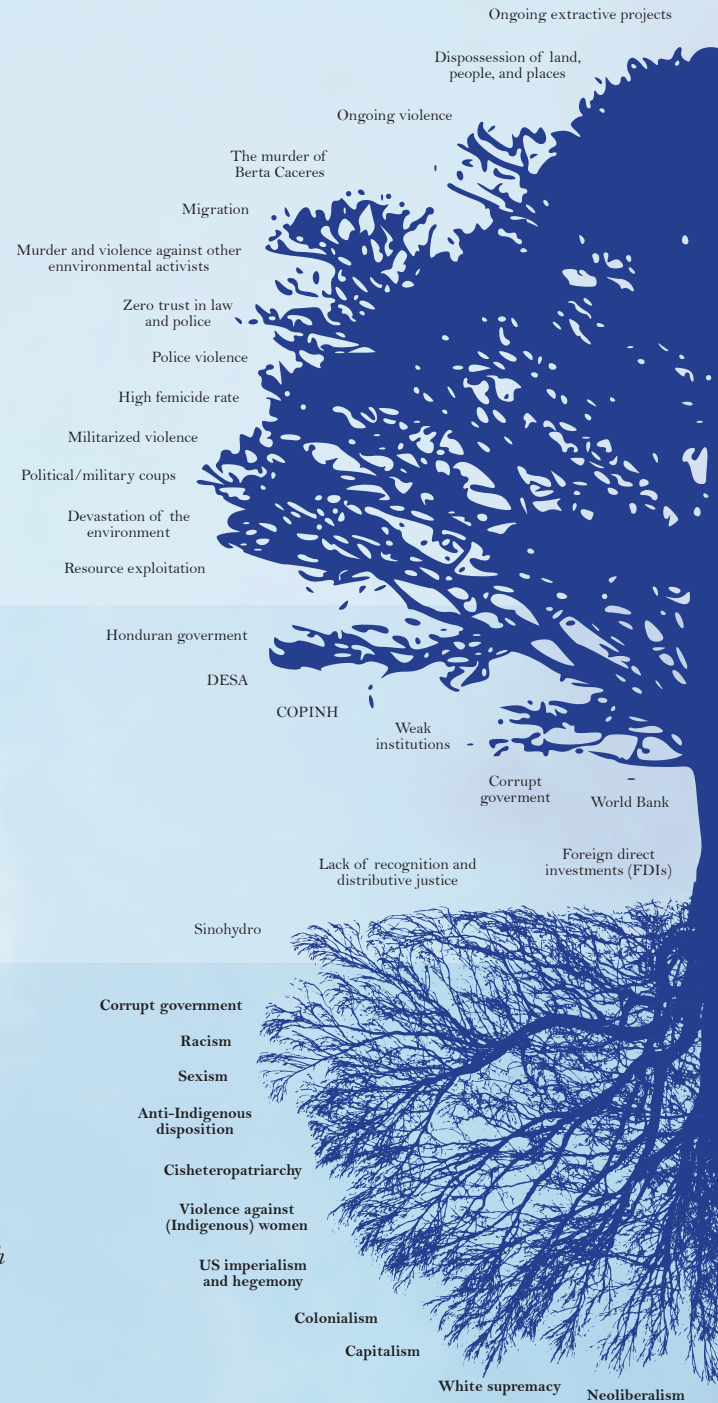 Ongoing extractive projects
Dispossession of land,
people, and places
Ongoing violence
The murder of
Berta Caceres
Migration
Murder and violence against other
ennvironmental activists
Zero trust in law
and police
Police violence
High femicide rate
Militarized violence
Political/military coups
Devastation of the
environment
Resource exploitation
Honduran goverment
DESA
COPINH
Weak
institutions
Corrupt
goverment
World Bank
Foreign direct
investments (FDIs)
Lack of recognition and
distributive justice
Sinohydro
Corrupt government
Racism
Sexism
Anti-Indigenous
disposition
Cisheteropatriarchy
Violence against
(Indigenous) women
US imperialism
and hegemony
Colonialism
Capitalism
White supremacy
Neoliberalism